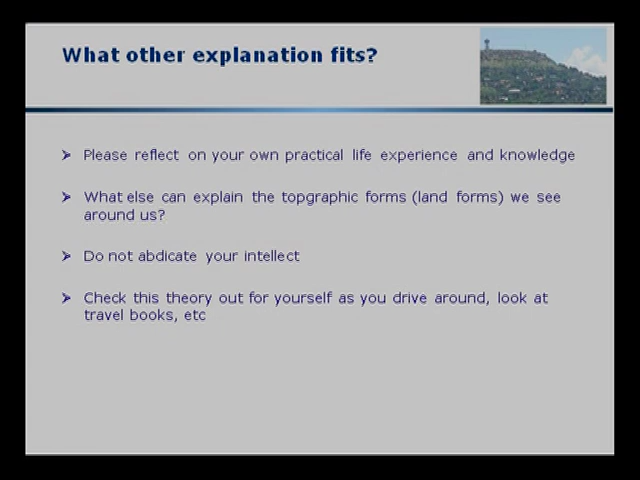 What other explanation fits?
Please reflect on your own practical life experience and knowledge
What else can explain the topgraphic forms (land forms) we see
around us?
Do not abdicate your intellect
Check this theory out for yourself as you drive around, look at
travel books, etc